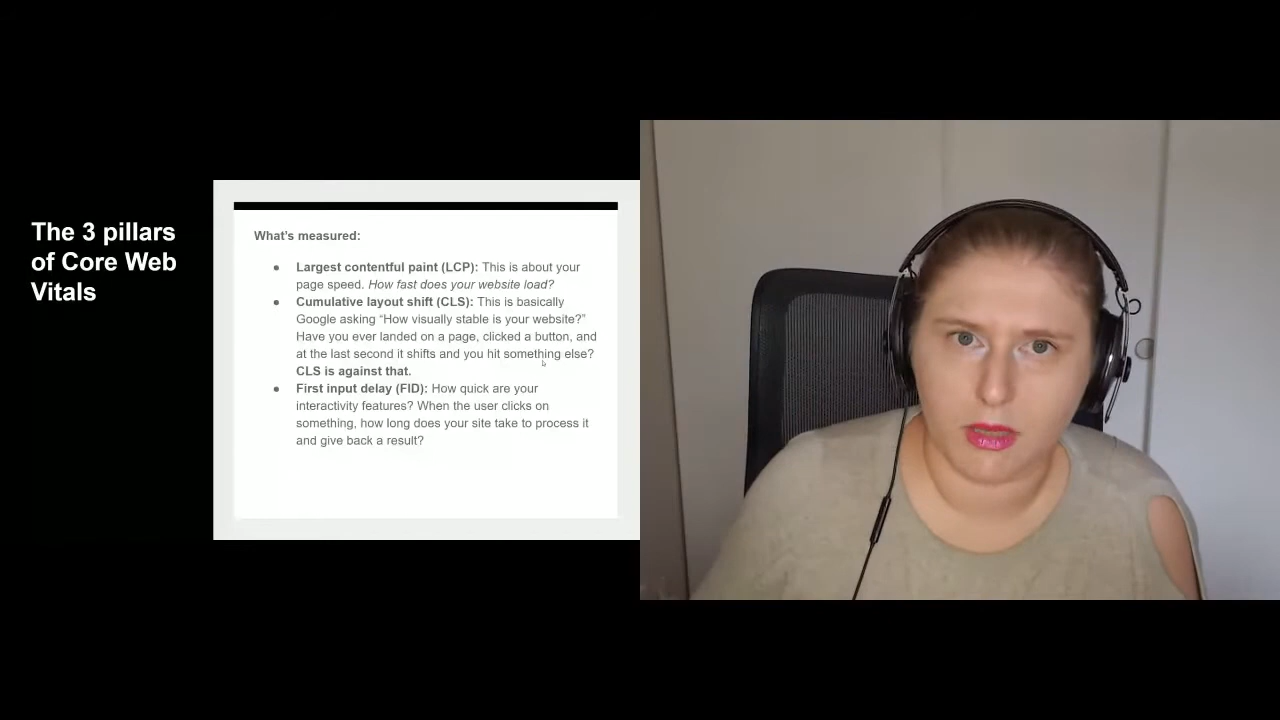 The 3 pillars
of Core Web
Vitals
What's measured:
● Largest contentful paint (LCP): This is about your
page speed. How fast does your website load?
● Cumulative layout shift (CLS): This is basically
Google asking “How visually stable is your website?”
Have you ever landed on a page, clicked a button, and
at the last second it shifts and you hit something else?
CLS is against that.
● First input delay (FID): How quick are your
interactivity features? When the user clicks on
something, how long does your site take to process it
and give back a result?